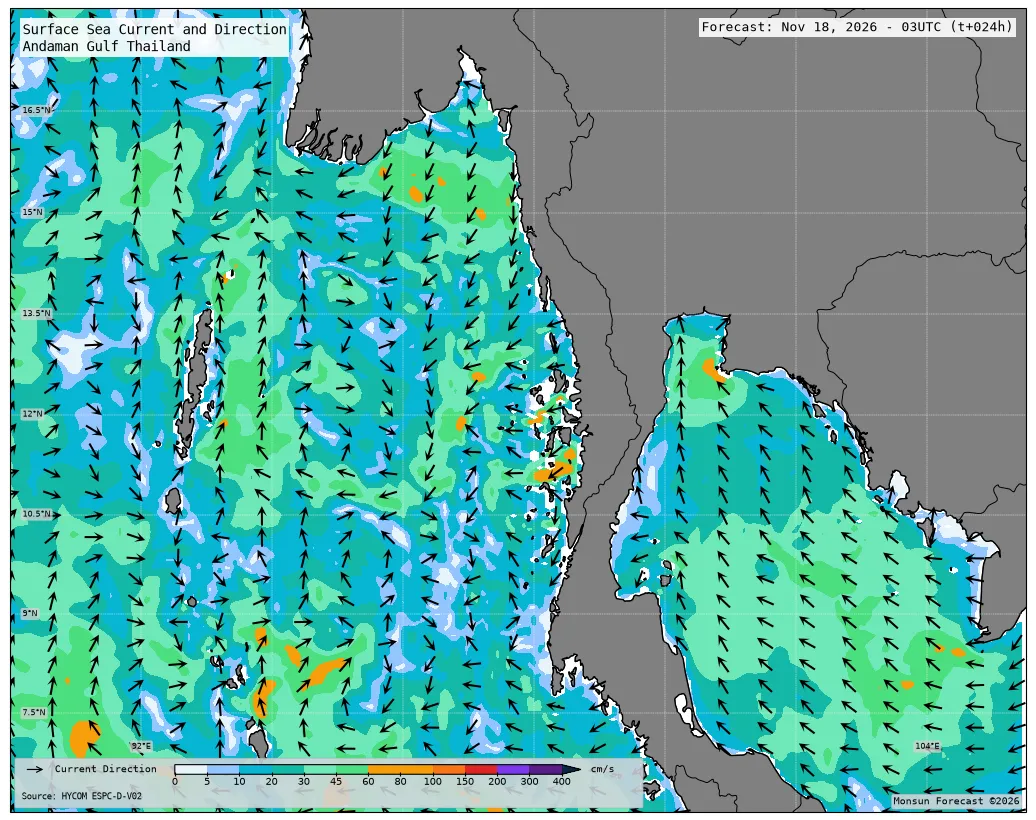 Surface Sea Current and Direction
Andaman Gulf Thailand
Forecast: Nov 18, 2026 - 03UTC (t+024h)
16.5°N
15°N
13.5°N
12°N
10.5°N
9°N
7.5°N
92°E
104°E
Current Direction
0 5 10 20 30 45 60 80 100 140 200 300 400 cm/s
Source: HYCOM ESPC-D-V02
Monsun Forecast ©2026